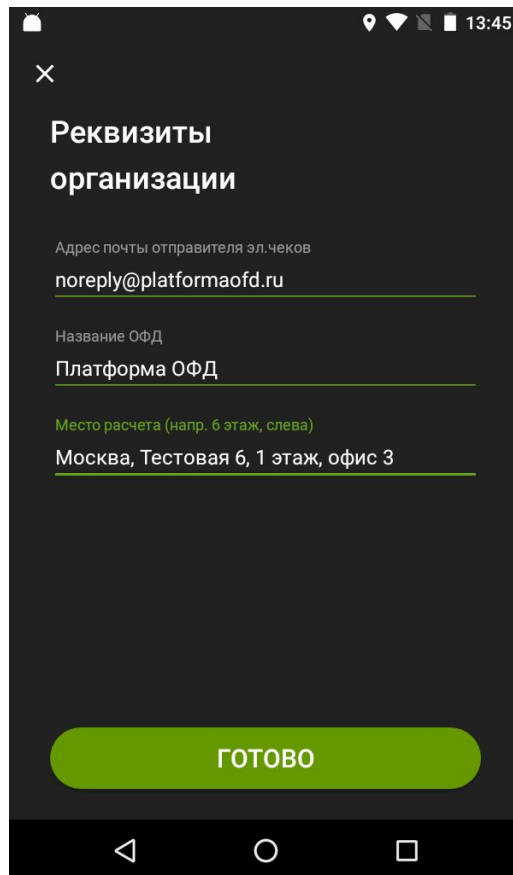 13:45
Реквизиты
организации
Адрес почты отправителя эл.чеков
noreply@platformaofd.ru
Название ОФД
Платформа ОФД
Место расчета (напр. 6 этаж, слева)
Москва, Тестовая 6, 1 этаж, офис 3
ГОТОВО